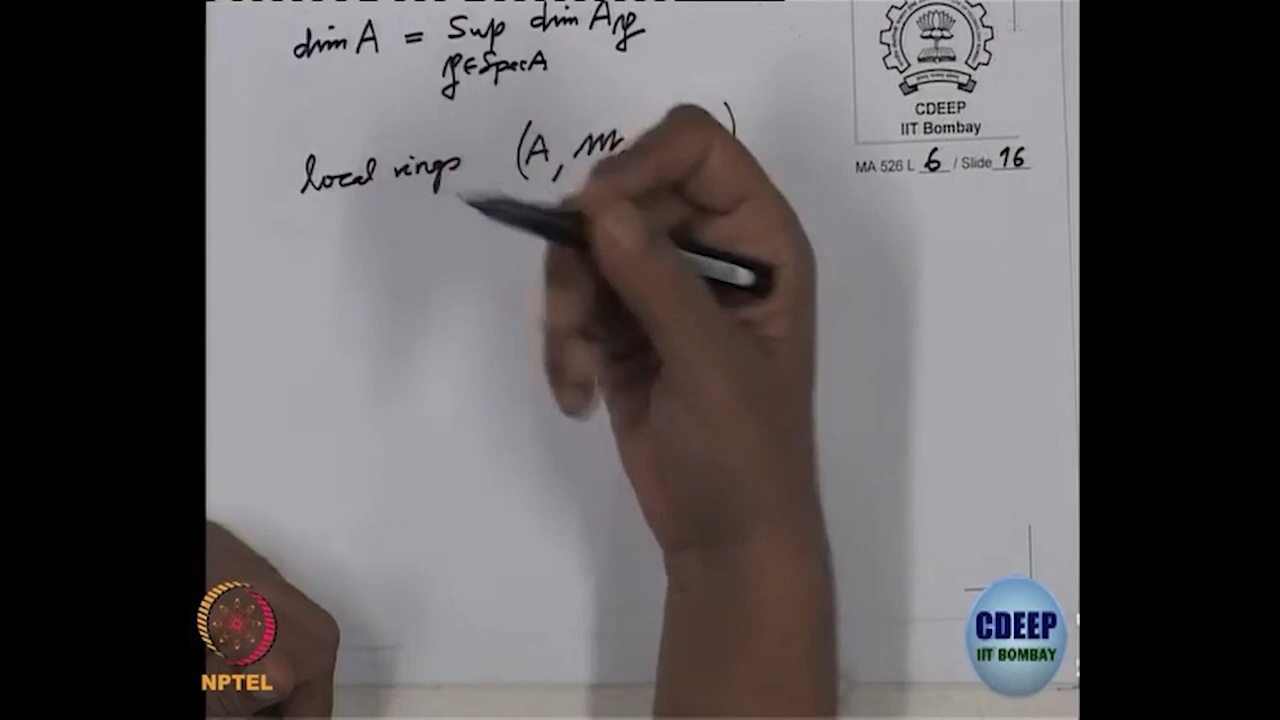 dim A = Sup dim A𝔭
𝔭∈Spec A
local rings (A, 𝔪, )
CDEEP
IIT Bombay
MA 526 L 6 / Slide 16
NPTEL
CDEEP
IIT BOMBAY